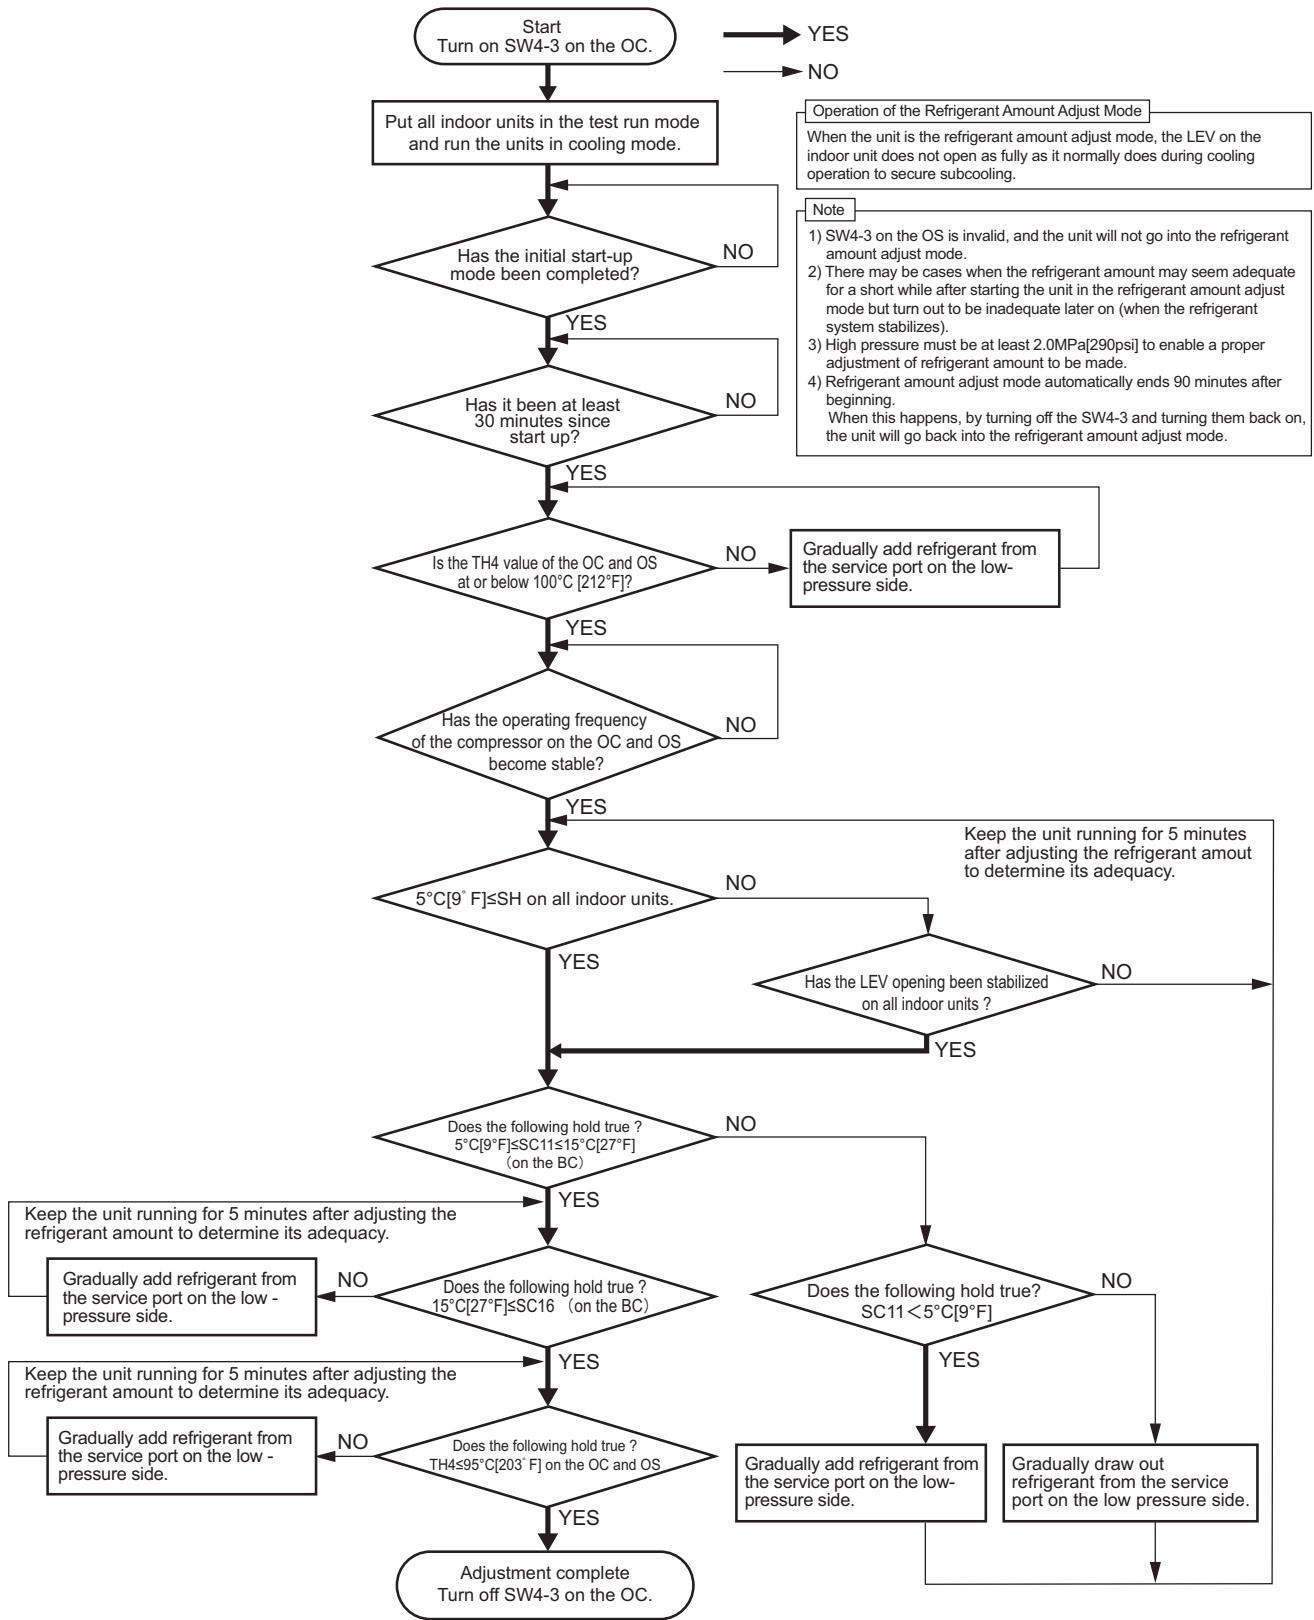 Start
Turn on SW4-3 on the OC.
YES
NO
Put all indoor units in the test run mode
and run the units in cooling mode.
Operation of the Refrigerant Amount Adjust Mode
When the unit is the refrigerant amount adjust mode, the LEV on the
indoor unit does not open as fully as it normally does during cooling
operation to secure subcooling.
Note
1) SW4-3 on the OS is invalid, and the unit will not go into the refrigerant
amount adjust mode.
2) There may be cases when the refrigerant amount may seem adequate
for a short while after starting the unit in the refrigerant amount adjust
mode but turn out to be inadequate later on (when the refrigerant
system stabilizes).
3) High pressure must be at least 2.0MPa[290psi] to enable a proper
adjustment of refrigerant amount to be made.
4) Refrigerant amount adjust mode automatically ends 90 minutes after
beginning.
When this happens, by turning off the SW4-3 and turning them back on,
the unit will go back into the refrigerant amount adjust mode.
Has the initial start-up
mode been completed?
NO
YES
Has it been at least
30 minutes since
start up?
NO
YES
Is the TH4 value of the OC and OS
at or below 100°C [212°F]?
NO
Gradually add refrigerant from
the service port on the low-
pressure side.
YES
Has the operating frequency
of the compressor on the OC and OS
become stable?
NO
YES
Keep the unit running for 5 minutes
after adjusting the refrigerant amout
to determine its adequacy.
5°C[9°F]≤SH on all indoor units.
NO
YES
Has the LEV opening been stabilized
on all indoor units ?
NO
YES
Does the following hold true ?
5°C[9°F]≤SC11≤15°C[27°F]
(on the BC)
NO
YES
Keep the unit running for 5 minutes after adjusting the
refrigerant amount to determine its adequacy.
Gradually add refrigerant from
the service port on the low -
pressure side.
NO
Does the following hold true ?
15°C[27°F]≤SC16 (on the BC)
Does the following hold true?
SC11＜5°C[9°F]
NO
YES
YES
Keep the unit running for 5 minutes after adjusting the
refrigerant amount to determine its adequacy.
Gradually add refrigerant from
the service port on the low -
pressure side.
NO
Does the following hold true ?
TH4≤95°C[203°F] on the OC and OS
Gradually add refrigerant from
the service port on the low-
pressure side.
Gradually draw out
refrigerant from the service
port on the low pressure side.
YES
Adjustment complete
Turn off SW4-3 on the OC.